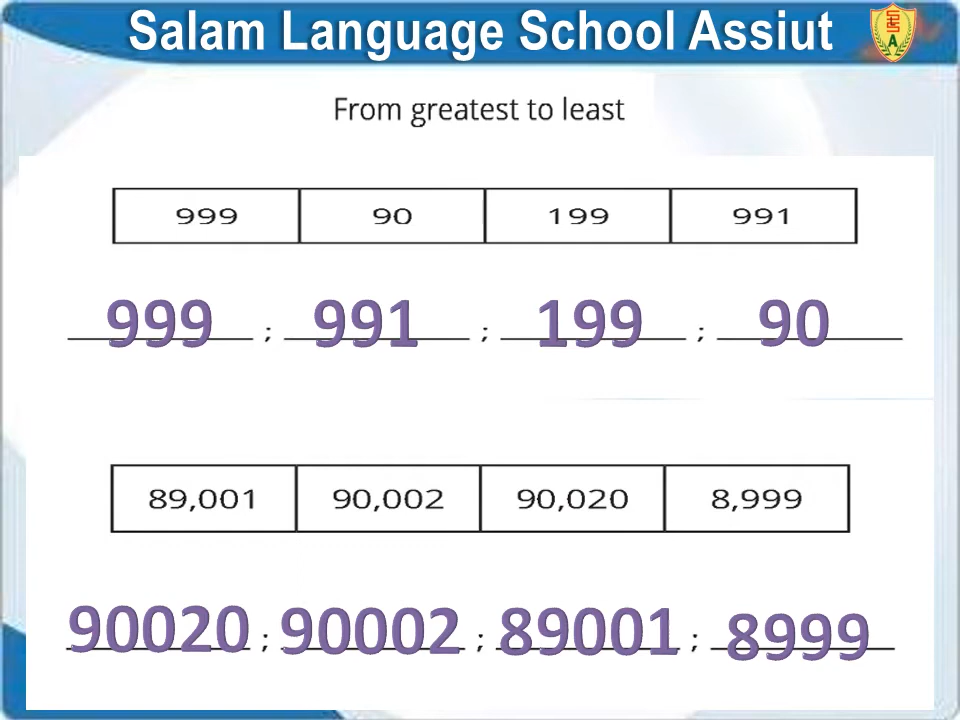 Salam Language School Assiut
From greatest to least
999 90 199 991
999 ; 991 ; 199 ; 90
89,001 90,002 90,020 8,999
90020 ; 90002 ; 89001 ; 8999